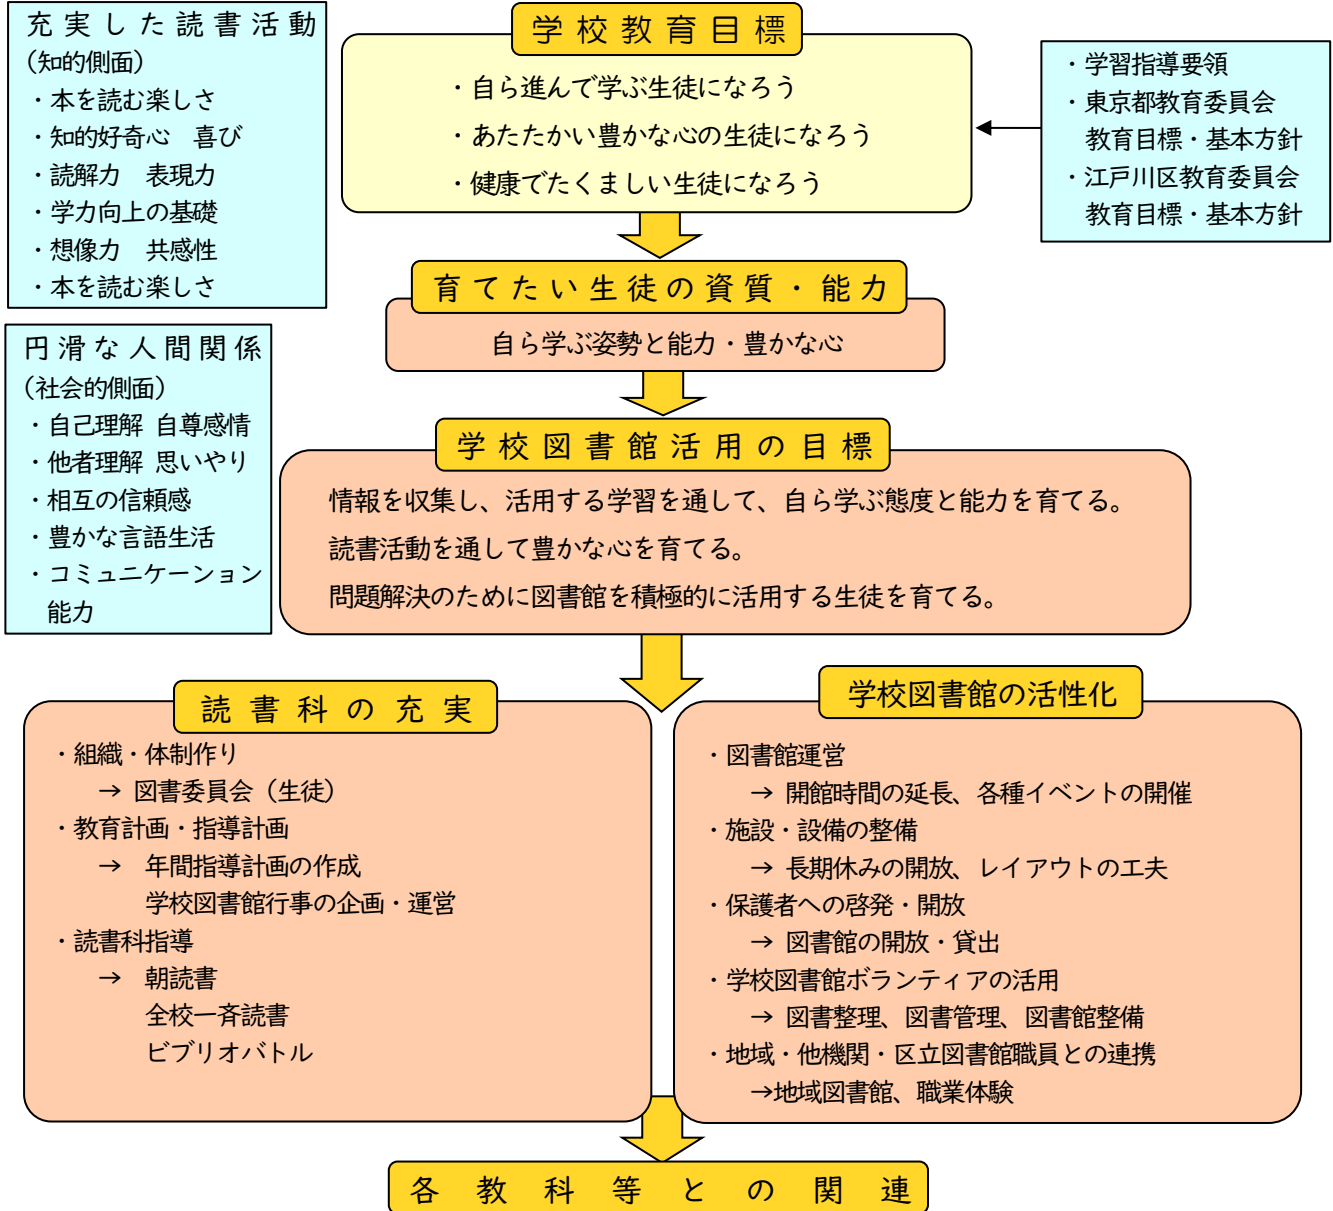 充実した読書活動
(知的側面)
・本を読む楽しさ
・知的好奇心　喜び
・読解力　表現力
・学力向上の基礎
・想像力　共感性
・本を読む楽しさ
円滑な人間関係
(社会的側面)
・自己理解 自尊感情
・他者理解 思いやり
・相互の信頼感
・豊かな言語生活
・コミュニケーション
能力
学校教育目標
・自ら進んで学ぶ生徒になろう
・あたたかい豊かな心の生徒になろう
・健康でたくましい生徒になろう
・学習指導要領
・東京都教育委員会
教育目標・基本方針
・江戸川区教育委員会
教育目標・基本方針
育てたい生徒の資質・能力
自ら学ぶ姿勢と能力・豊かな心
学校図書館活用の目標
情報を収集し、活用する学習を通して、自ら学ぶ態度と能力を育てる。
読書活動を通して豊かな心を育てる。
問題解決のために図書館を積極的に活用する生徒を育てる。
読書科の充実
・組織・体制作り
→ 図書委員会（生徒）
・教育計画・指導計画
→ 年間指導計画の作成
学校図書館行事の企画・運営
・読書科指導
→ 朝読書
全校一斉読書
ビブリオバトル
学校図書館の活性化
・図書館運営
→ 開館時間の延長、各種イベントの開催
・施設・設備の整備
→ 長期休みの開放、レイアウトの工夫
・保護者への啓発・開放
→ 図書館の開放・貸出
・学校図書館ボランティアの活用
→ 図書整理、図書管理、図書館整備
・地域・他機関・区立図書館職員との連携
→地域図書館、職業体験
各教科等との関連